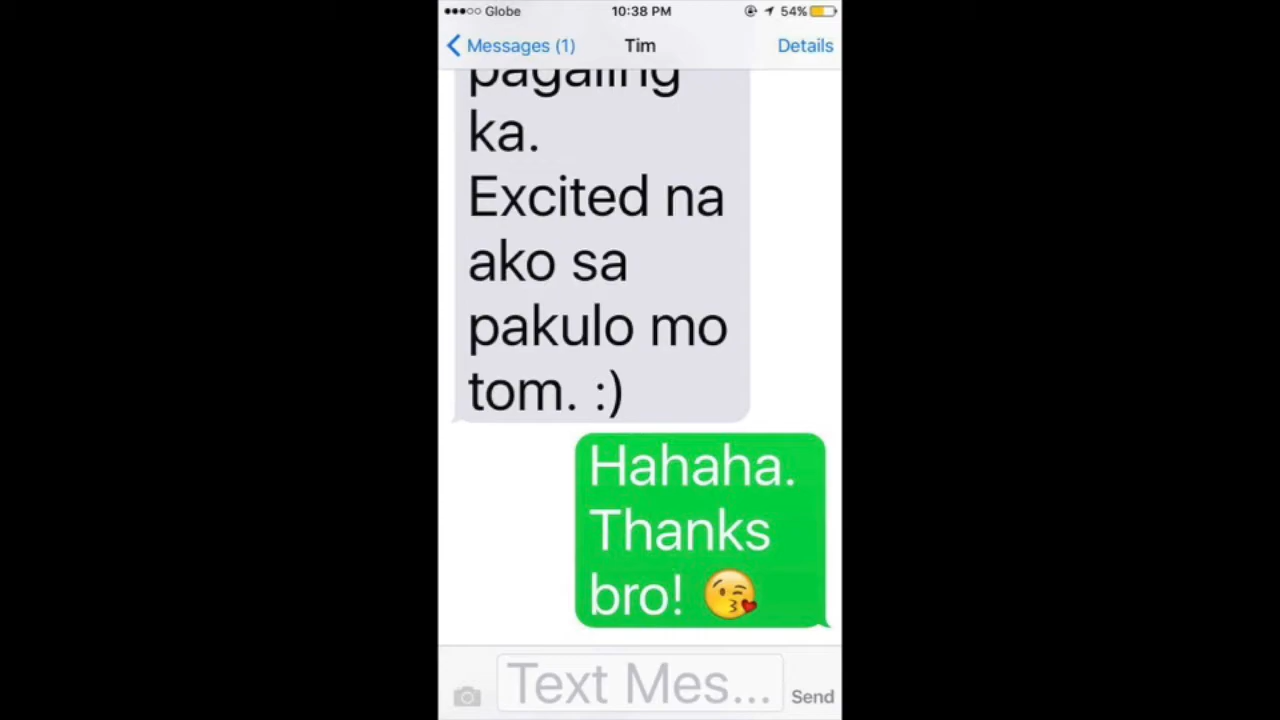 Globe 10:38 PM 54%
Messages (1) Tim Details
pagaling
ka.
Excited na
ako sa
pakulo mo
tom. :)
Hahaha.
Thanks
bro! 😘
Text Mes... Send